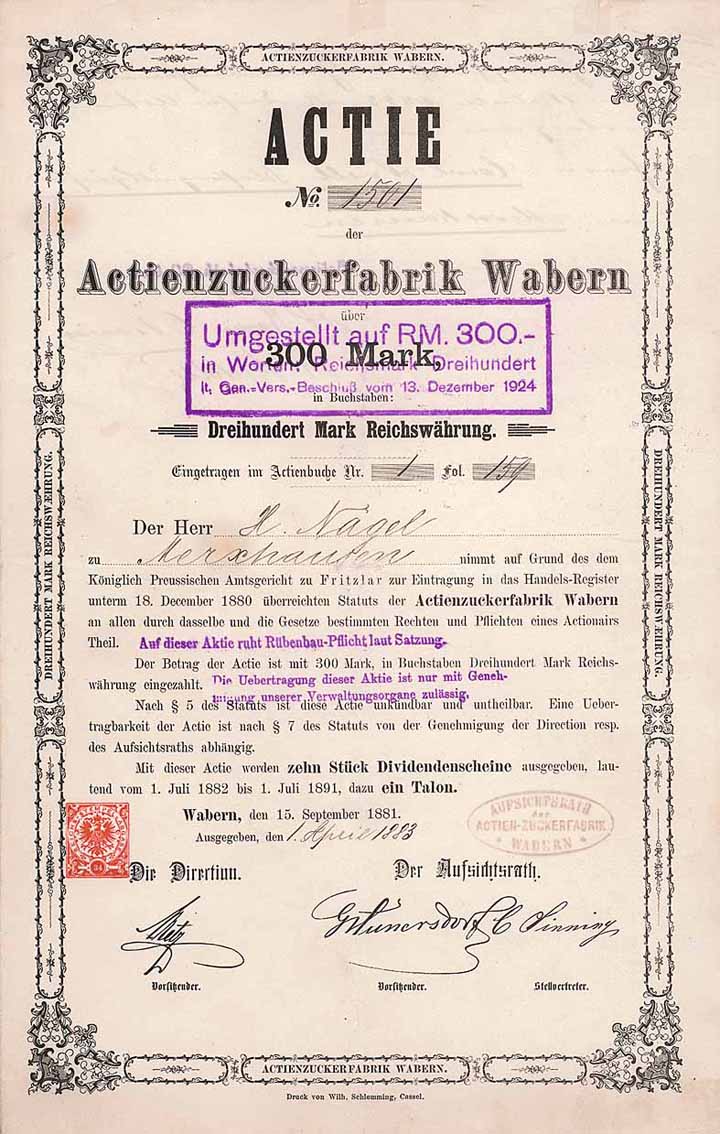 ACTIENZUCKERFABRIK WABERN.
ACTIE
No. 1501
der
Actienzuckerfabrik Wabern
über
Umgestellt auf RM. 300.-
300 Mark,
in Worten: Reichsmark Dreihundert
lt. Gen.-Vers.-Beschluß vom 13. Dezember 1924
in Buchstaben:
Dreihundert Mark Reichswährung.
Eingetragen im Actienbuche Nr. 1 Fol. 159
Der Herr H. Nägel
zu Merxhausen nimmt auf Grund des dem
Königlich Preussischen Amtsgericht zu Fritzlar zur Eintragung in das Handels-Register
unterm 18. December 1880 überreichten Statuts der Actienzuckerfabrik Wabern
an allen durch dasselbe und die Gesetze bestimmten Rechten und Pflichten eines Actionairs
Theil. Auf dieser Aktie ruht Rübenbau-Pflicht laut Satzung.
Der Betrag der Actie ist mit 300 Mark, in Buchstaben Dreihundert Mark Reichs-
währung eingezahlt. Die Uebertragung dieser Aktie ist nur mit Geneh-
migung unserer Verwaltungsorgane zulässig.
Nach § 5 des Statuts ist diese Actie unkündbar und untheilbar. Eine Ueber-
tragbarkeit der Actie ist nach § 7 des Statuts von der Genehmigung der Direction resp.
des Aufsichtsraths abhängig.
Mit dieser Actie werden zehn Stück Dividendenscheine ausgegeben, lau-
tend vom 1. Juli 1882 bis 1. Juli 1891, dazu ein Talon.
Wabern, den 15. September 1881.
Ausgegeben, den 1. April 1883
AUFSICHTSRATH
der
ACTIEN-ZUCKERFABRIK
WABERN
Die Direction.
Der Aufsichtsrath.
Sinning
Vorsitzender.
Vorsitzender.
Stellvertreter.
DREIHUNDERT MARK REICHSWÆHRUNG.
DREIHUNDERT MARK REICHSWÆHRUNG.
ACTIENZUCKERFABRIK WABERN.
Druck von Wilh. Schlemming, Cassel.